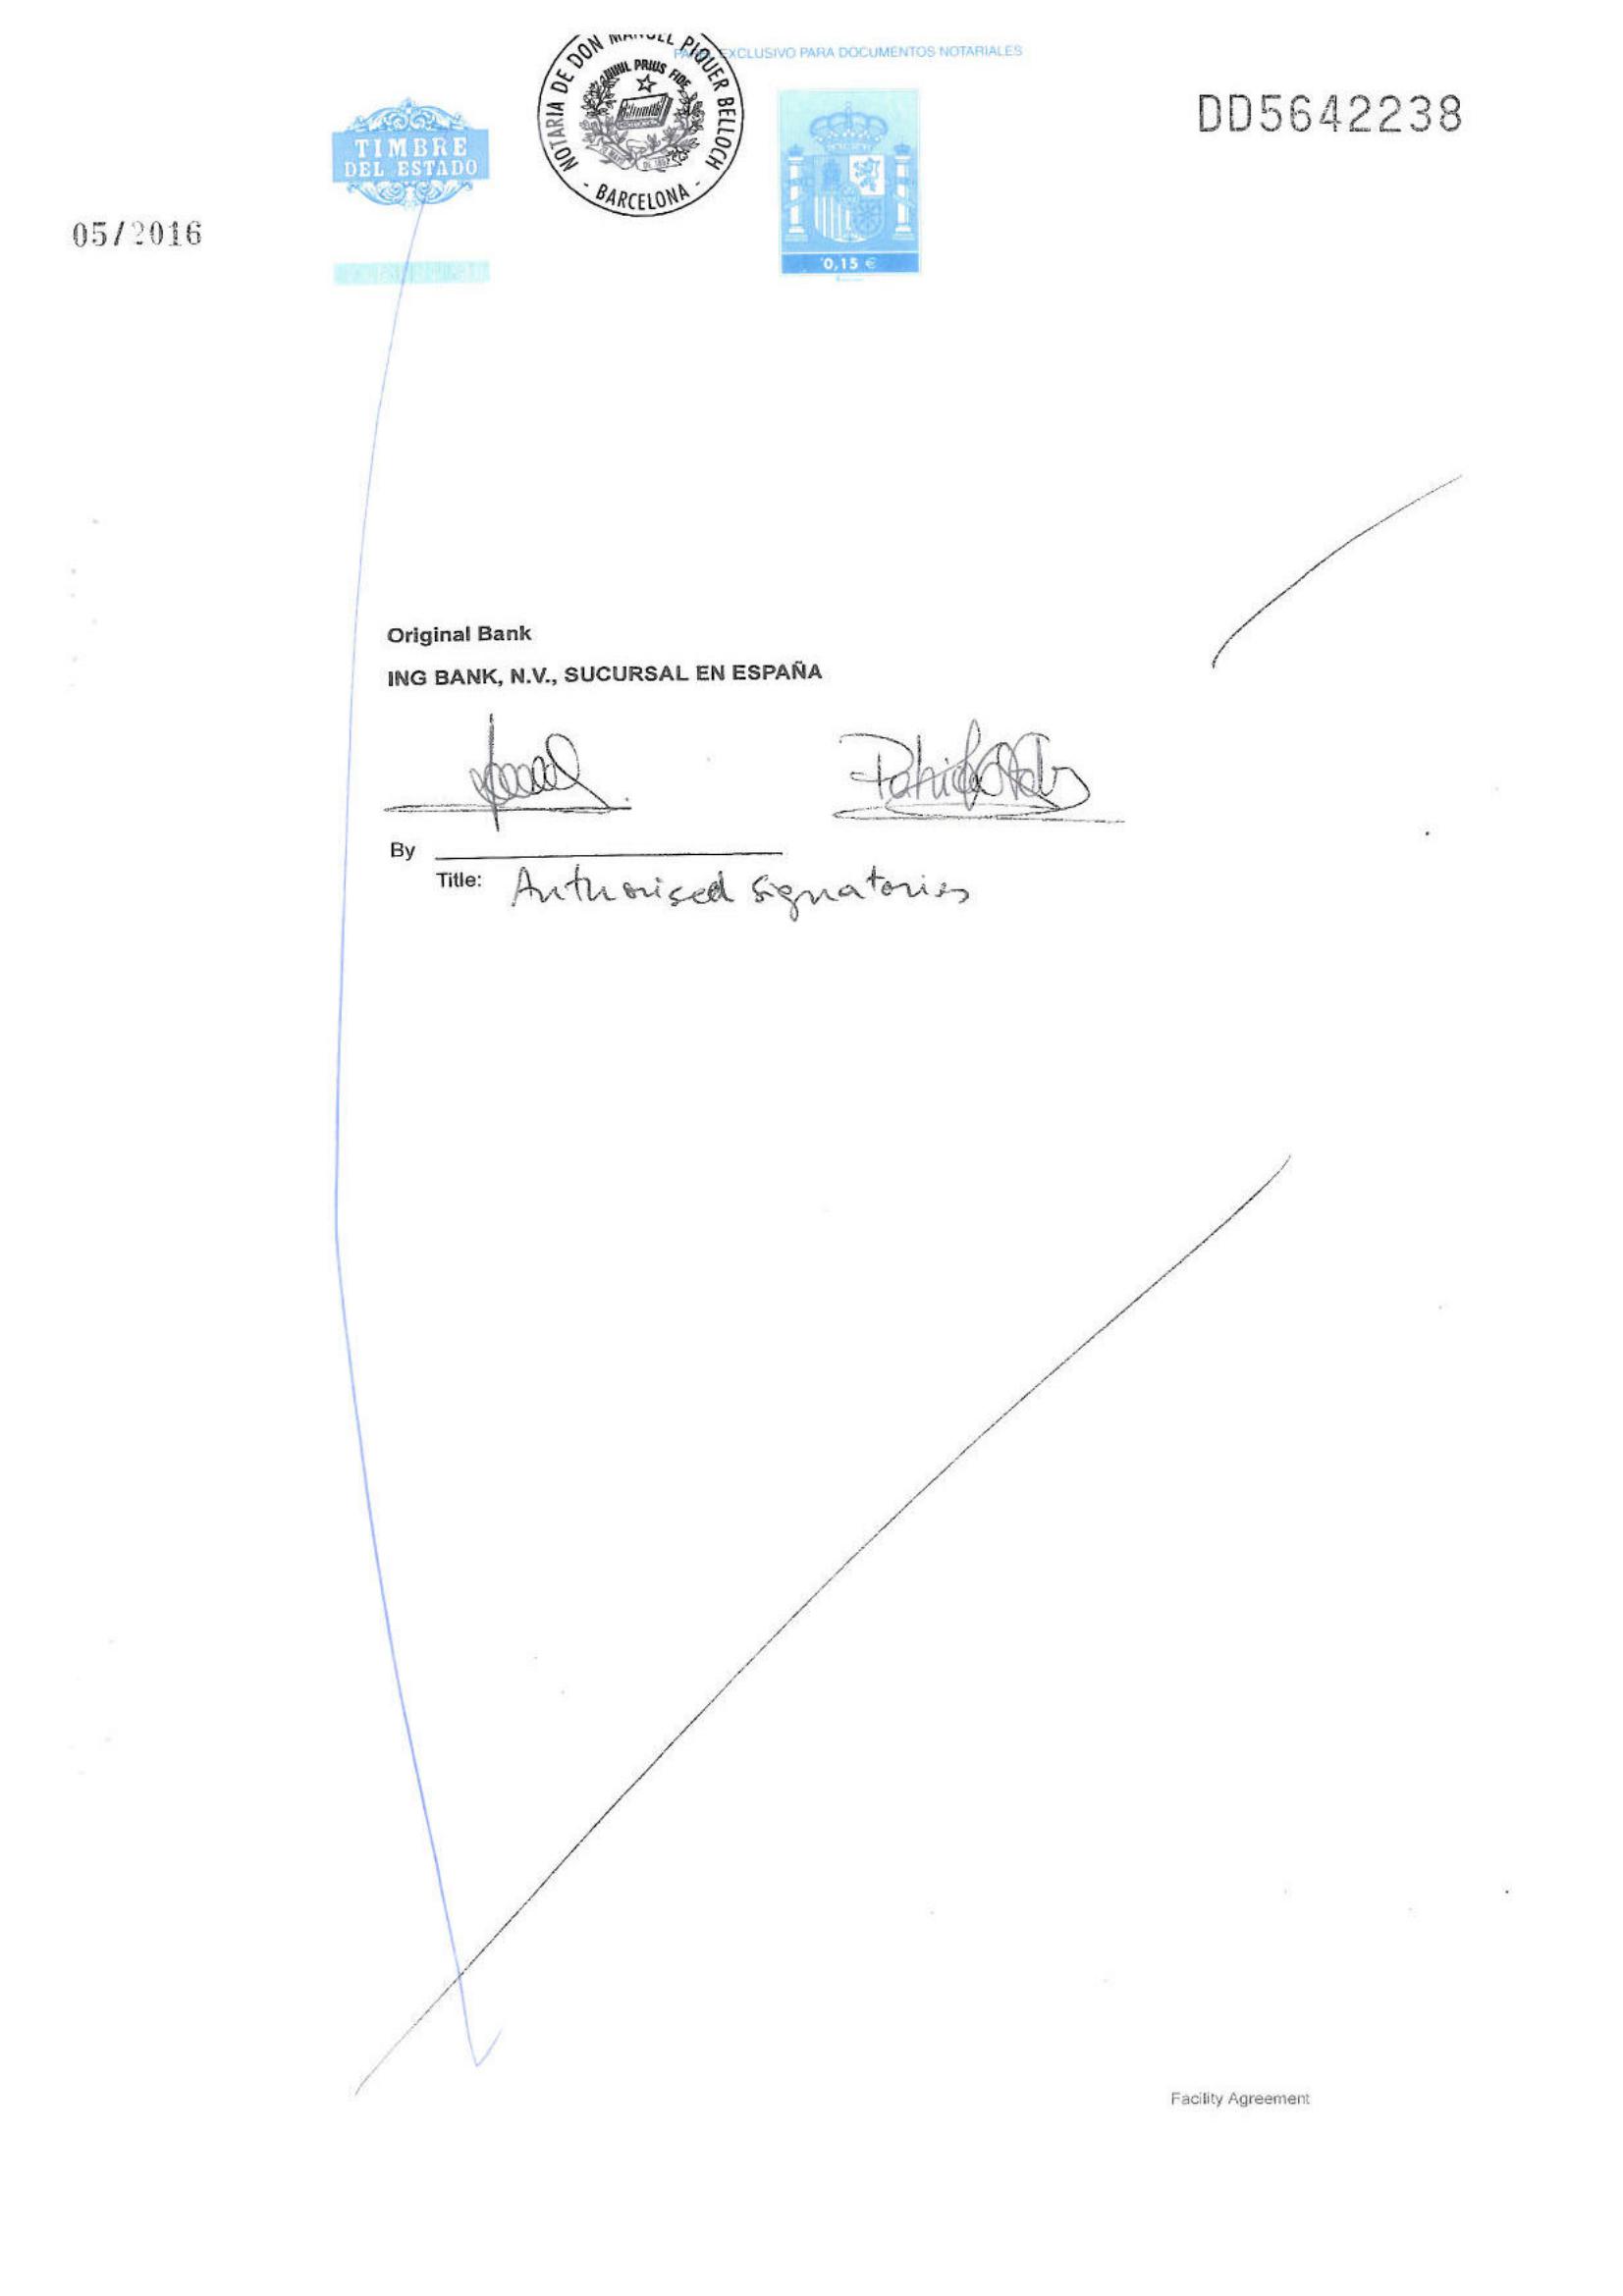 PAPEL EXCLUSIVO PARA DOCUMENTOS NOTARIALES
NOTARIA DE DON MANUEL PIQUER BELLOCH
NIHIL PRIUS FIDE
- BARCELONA -
DD5642238
TIMBRE
DEL ESTADO
05/2016
0,15 €
Original Bank
ING BANK, N.V., SUCURSAL EN ESPAÑA
By
Title: Authorised signatories
Facility Agreement